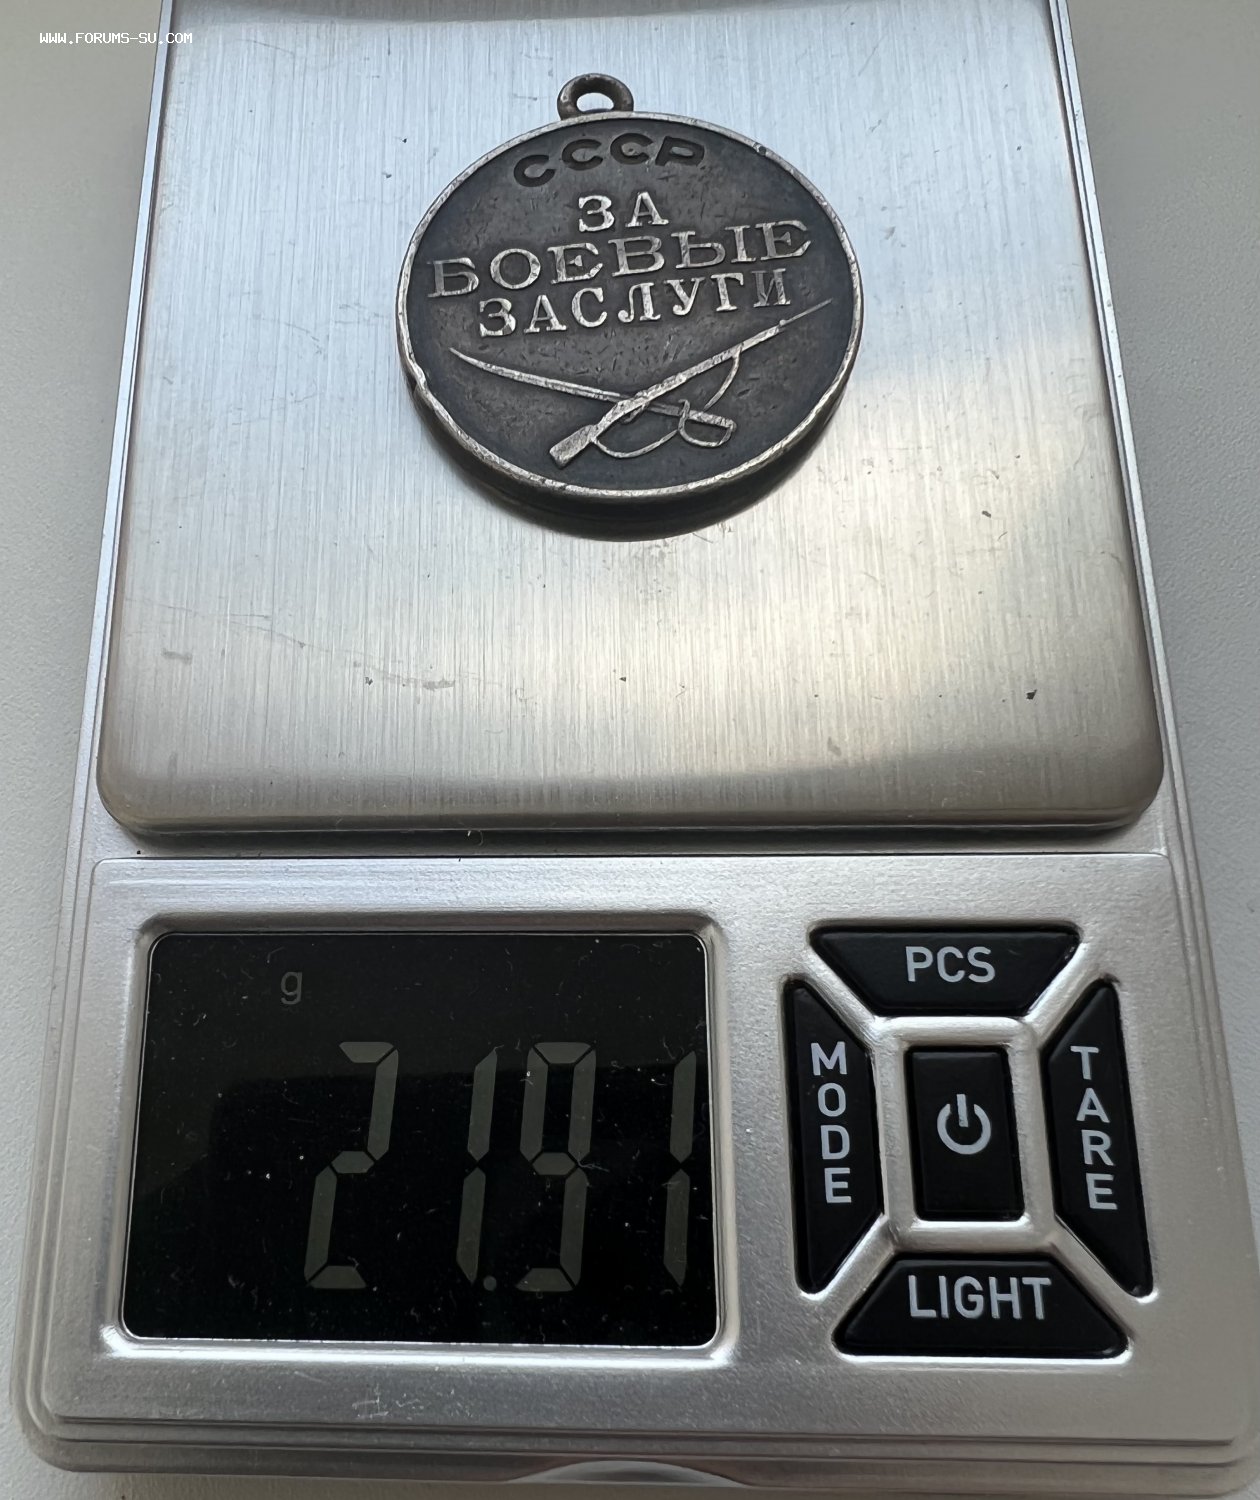 WWW.FORUMS-SU.COM
СССР
ЗА
БОЕВЫЕ
ЗАСЛУГИ
g
21.91
PCS
MODE
TARE
LIGHT